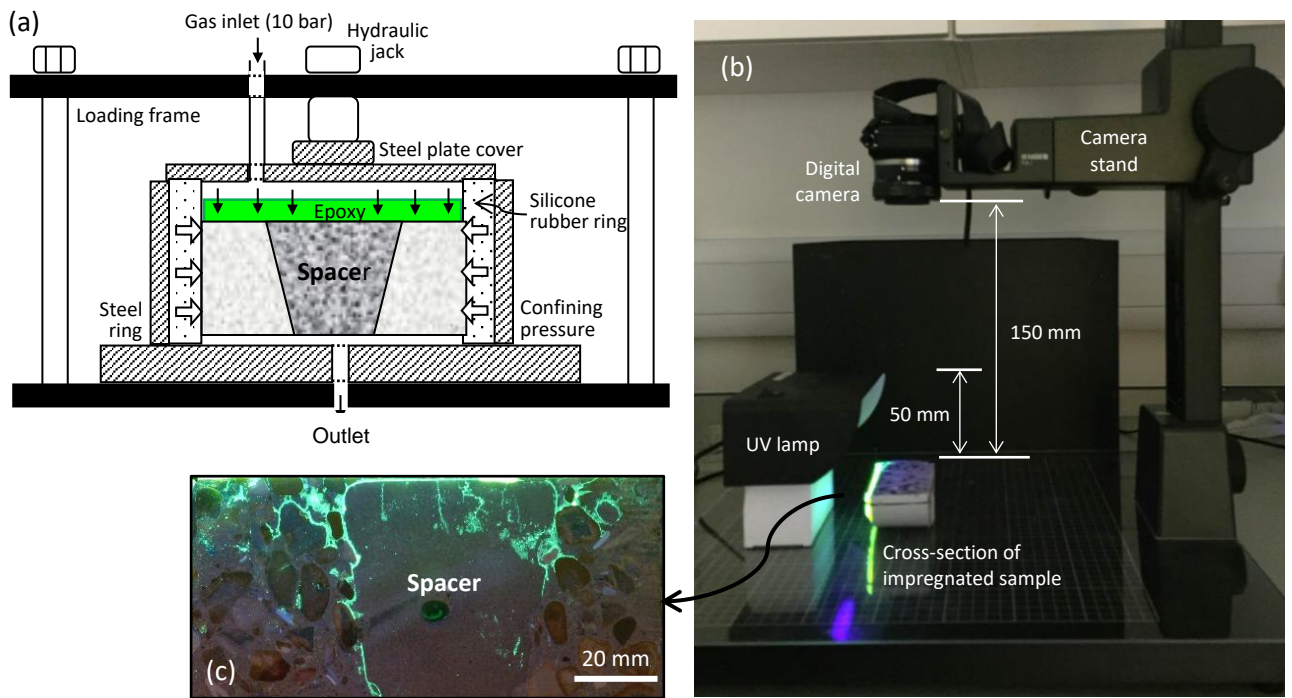 (a)
Gas inlet (10 bar)
Hydraulic
jack
Loading frame
Steel plate cover
Epoxy
Silicone
rubber ring
Spacer
Steel
ring
Confining
pressure
Outlet
(b)
Digital
camera
Camera
stand
150 mm
50 mm
UV lamp
Cross-section of
impregnated sample
Spacer
20 mm
(c)